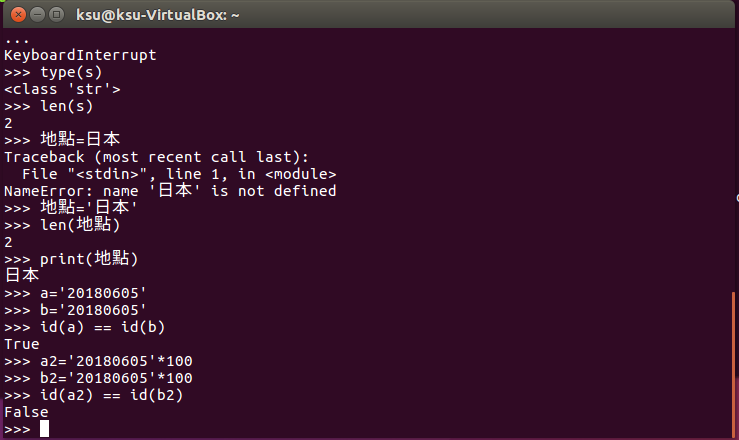 ksu@ksu-VirtualBox: ~
...
KeyboardInterrupt
>>> type(s)
<class 'str'>
>>> len(s)
2
>>> 地點=日本
Traceback (most recent call last):
  File "<stdin>", line 1, in <module>
NameError: name '日本' is not defined
>>> 地點='日本'
>>> len(地點)
2
>>> print(地點)
日本
>>> a='20180605'
>>> b='20180605'
>>> id(a) == id(b)
True
>>> a2='20180605'*100
>>> b2='20180605'*100
>>> id(a2) == id(b2)
False
>>>